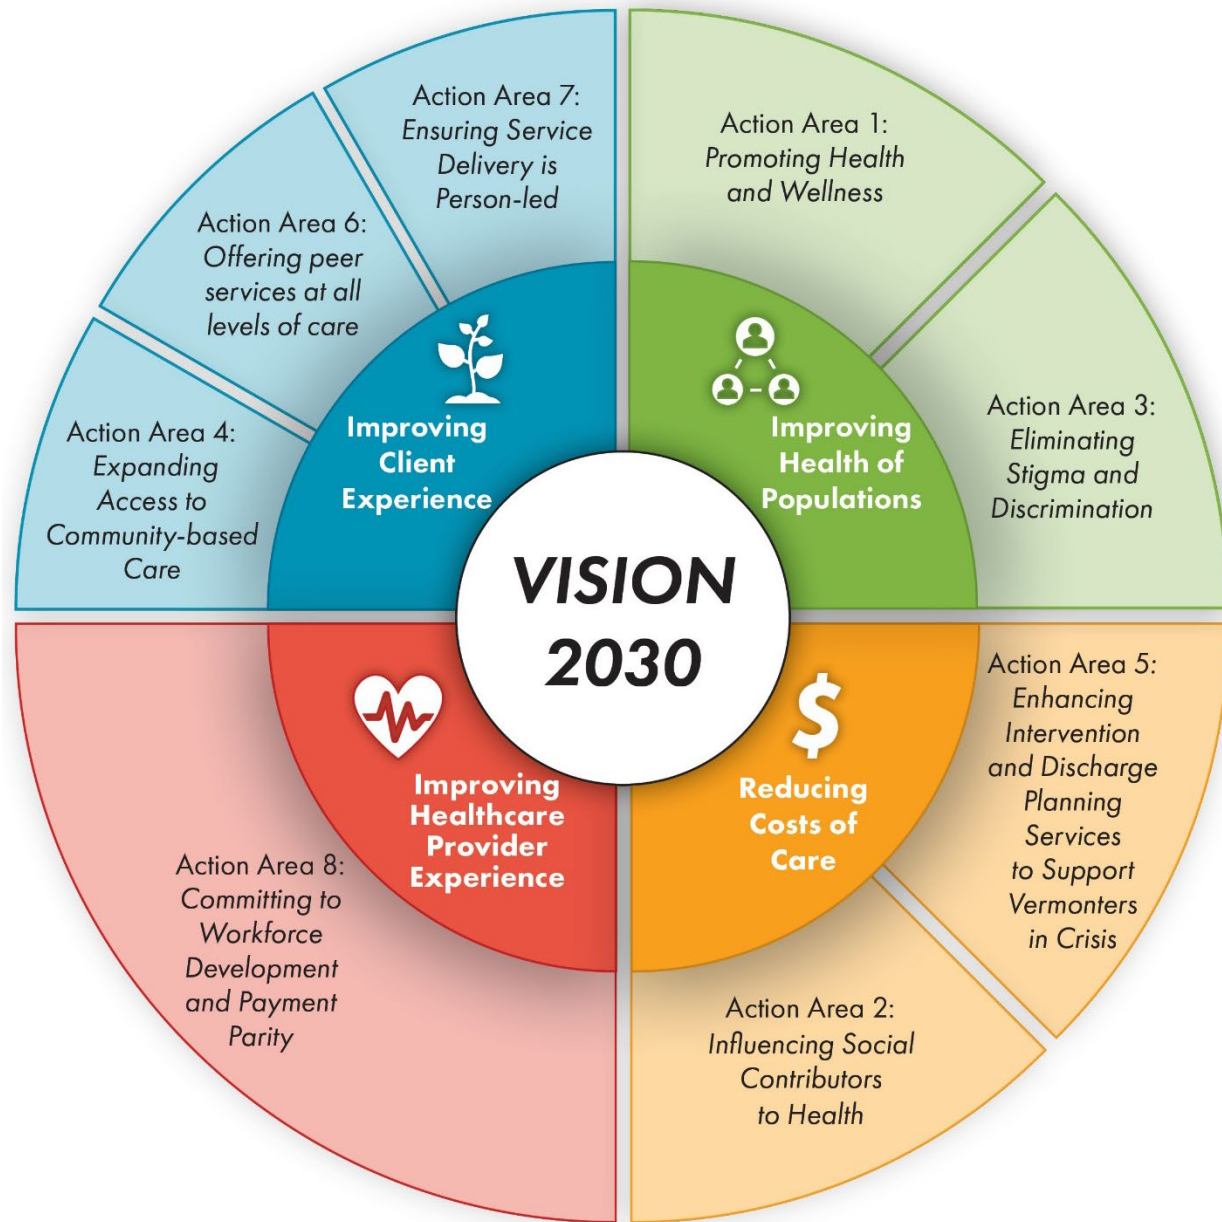 Action Area 7:
Ensuring Service
Delivery is
Person-led
Action Area 1:
Promoting Health
and Wellness
Action Area 6:
Offering peer
services at all
levels of care
Action Area 4:
Expanding
Access to
Community-based
Care
Improving
Client
Experience
Improving
Health of
Populations
Action Area 3:
Eliminating
Stigma and
Discrimination
VISION
2030
Improving
Healthcare
Provider
Experience
$
Reducing
Costs of
Care
Action Area 5:
Enhancing
Intervention
and Discharge
Planning
Services
to Support
Vermonters
in Crisis
Action Area 8:
Committing to
Workforce
Development
and Payment
Parity
Action Area 2:
Influencing Social
Contributors
to Health